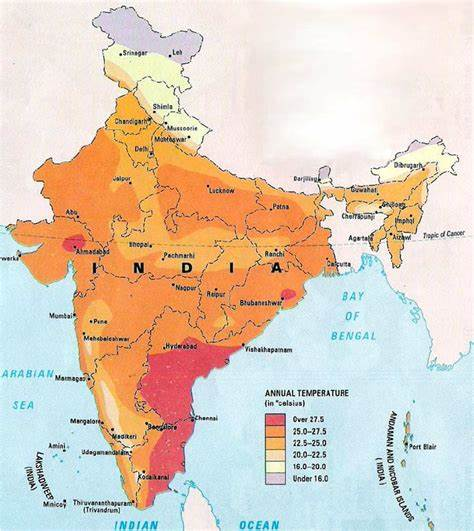 Srinagar
Leh
Shimla
Chandigarh
Mussoorie
Mukteswar
Delhi
Jaipur
Lucknow
Darjiling
Dibrugarh
Guwahati
Shillong
Patna
Cherrapunji
Imphal
Abu
Agartala
Aizawl
Tropic of Cancer
Dwarka
Ahmadabad
Bhopal
Pachmarhi
Ranchi
Calcutta
INDIA
Nagpur
Raipur
Bhubaneshwar
Mumbai
Pune
BAY
OF
BENGAL
Mahabaleshwar
Hyderabad
Vishakhapatnam
ARABIAN
SEA
Marmagao
ANNUAL TEMPERATURE
(in °celsius)
Over 27.5
25.0–27.5
22.5–25.0
20.0–22.5
16.0–20.0
Under 16.0
Mangalore
Bangalore
Chennai
Madikeri
Amini
Udagamandalam
Port Blair
ANDAMAN AND NICOBAR ISLANDS
(INDIA)
LAKSHADWEEP
(INDIA)
Kodaikanal
Minicoy
Thiruvananthapuram
(Trivandrum)
INDIAN OCEAN